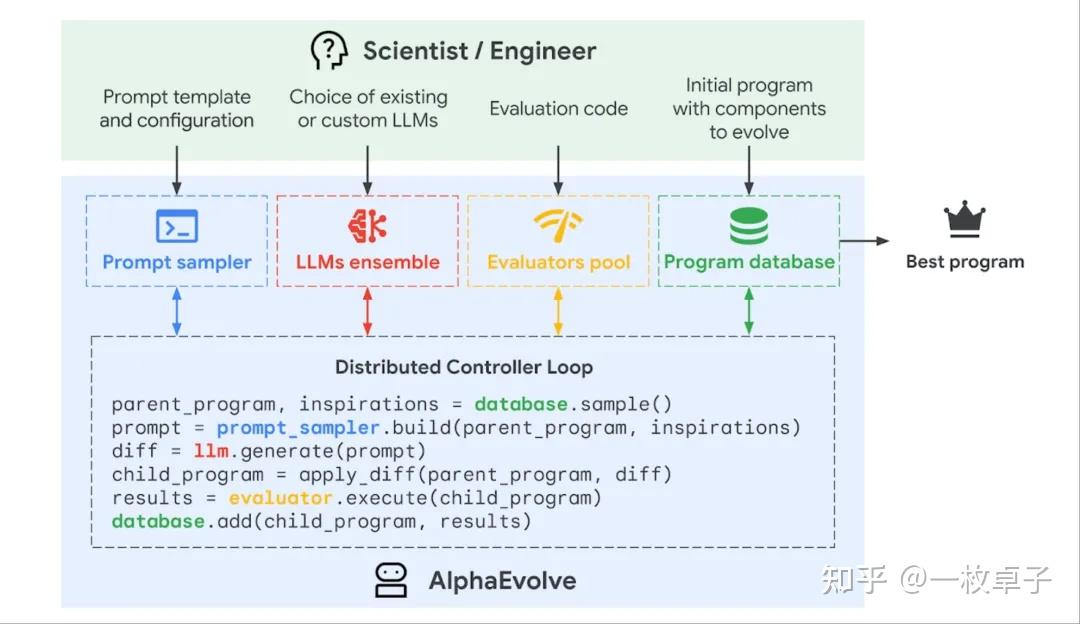 Scientist / Engineer
Prompt template
and configuration
Choice of existing
or custom LLMs
Evaluation code
Initial program
with components
to evolve
Prompt sampler
LLMs ensemble
Evaluators pool
Program database
Best program
Distributed Controller Loop
parent_program, inspirations = database.sample()
prompt = prompt_sampler.build(parent_program, inspirations)
diff = llm.generate(prompt)
child_program = apply_diff(parent_program, diff)
results = evaluator.execute(child_program)
database.add(child_program, results)
AlphaEvolve
知乎 @一枚卓子